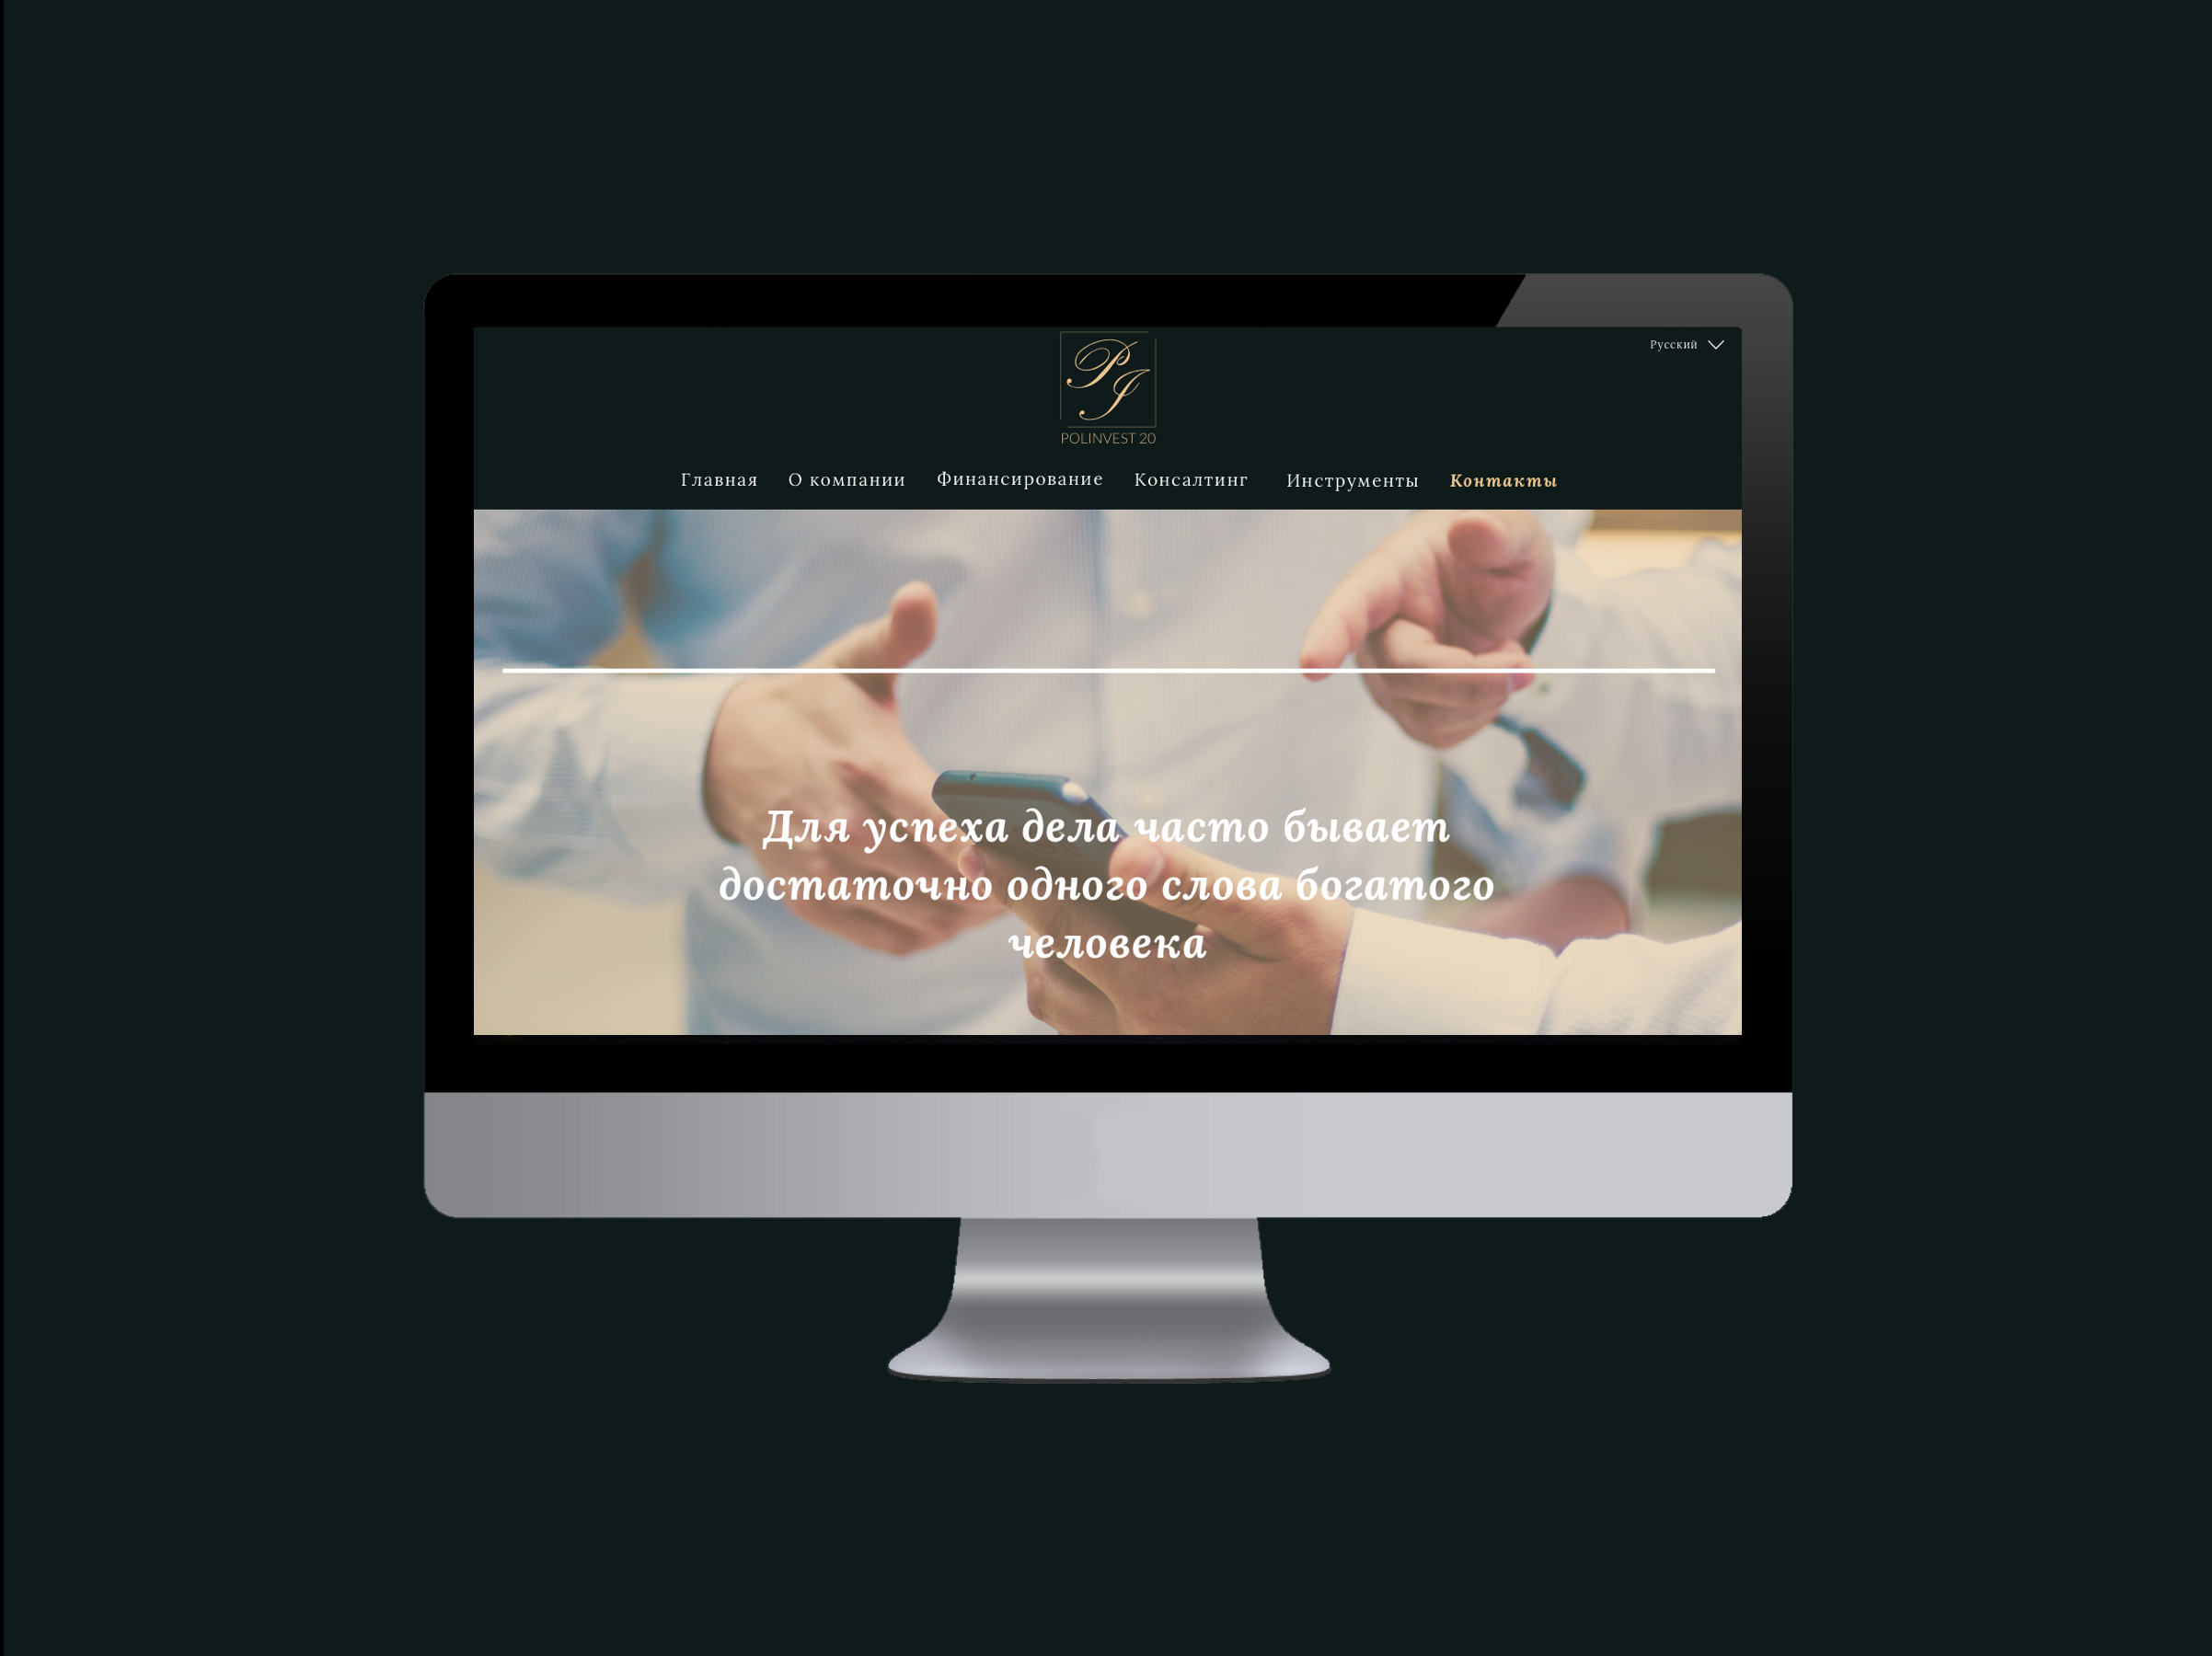 Русский
PI
POLINVEST 20
Главная О компании Финансирование Консалтинг Инструменты Контакты
Для успеха дела часто бывает
достаточно одного слова богатого
человека